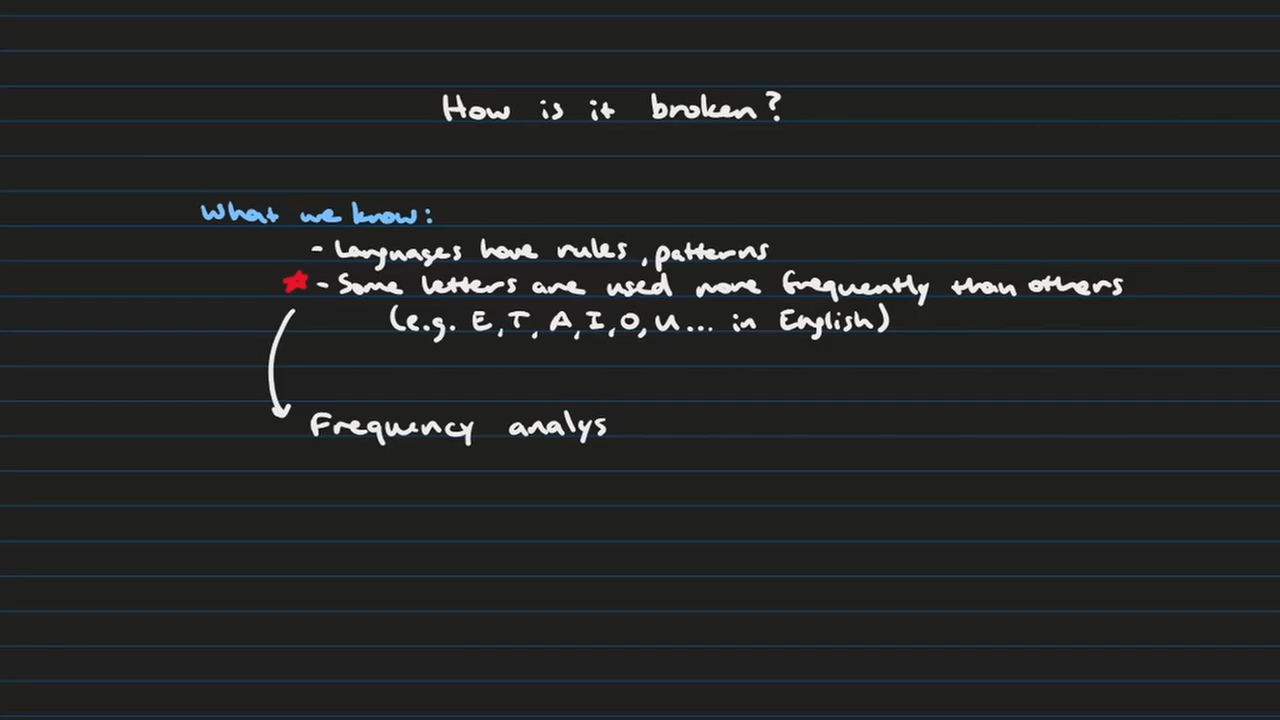 How is it broken?
What we know:
- Languages have rules, patterns
- Some letters are used more frequently than others
(e.g. E, T, A, I, O, U... in English)
Frequency analys